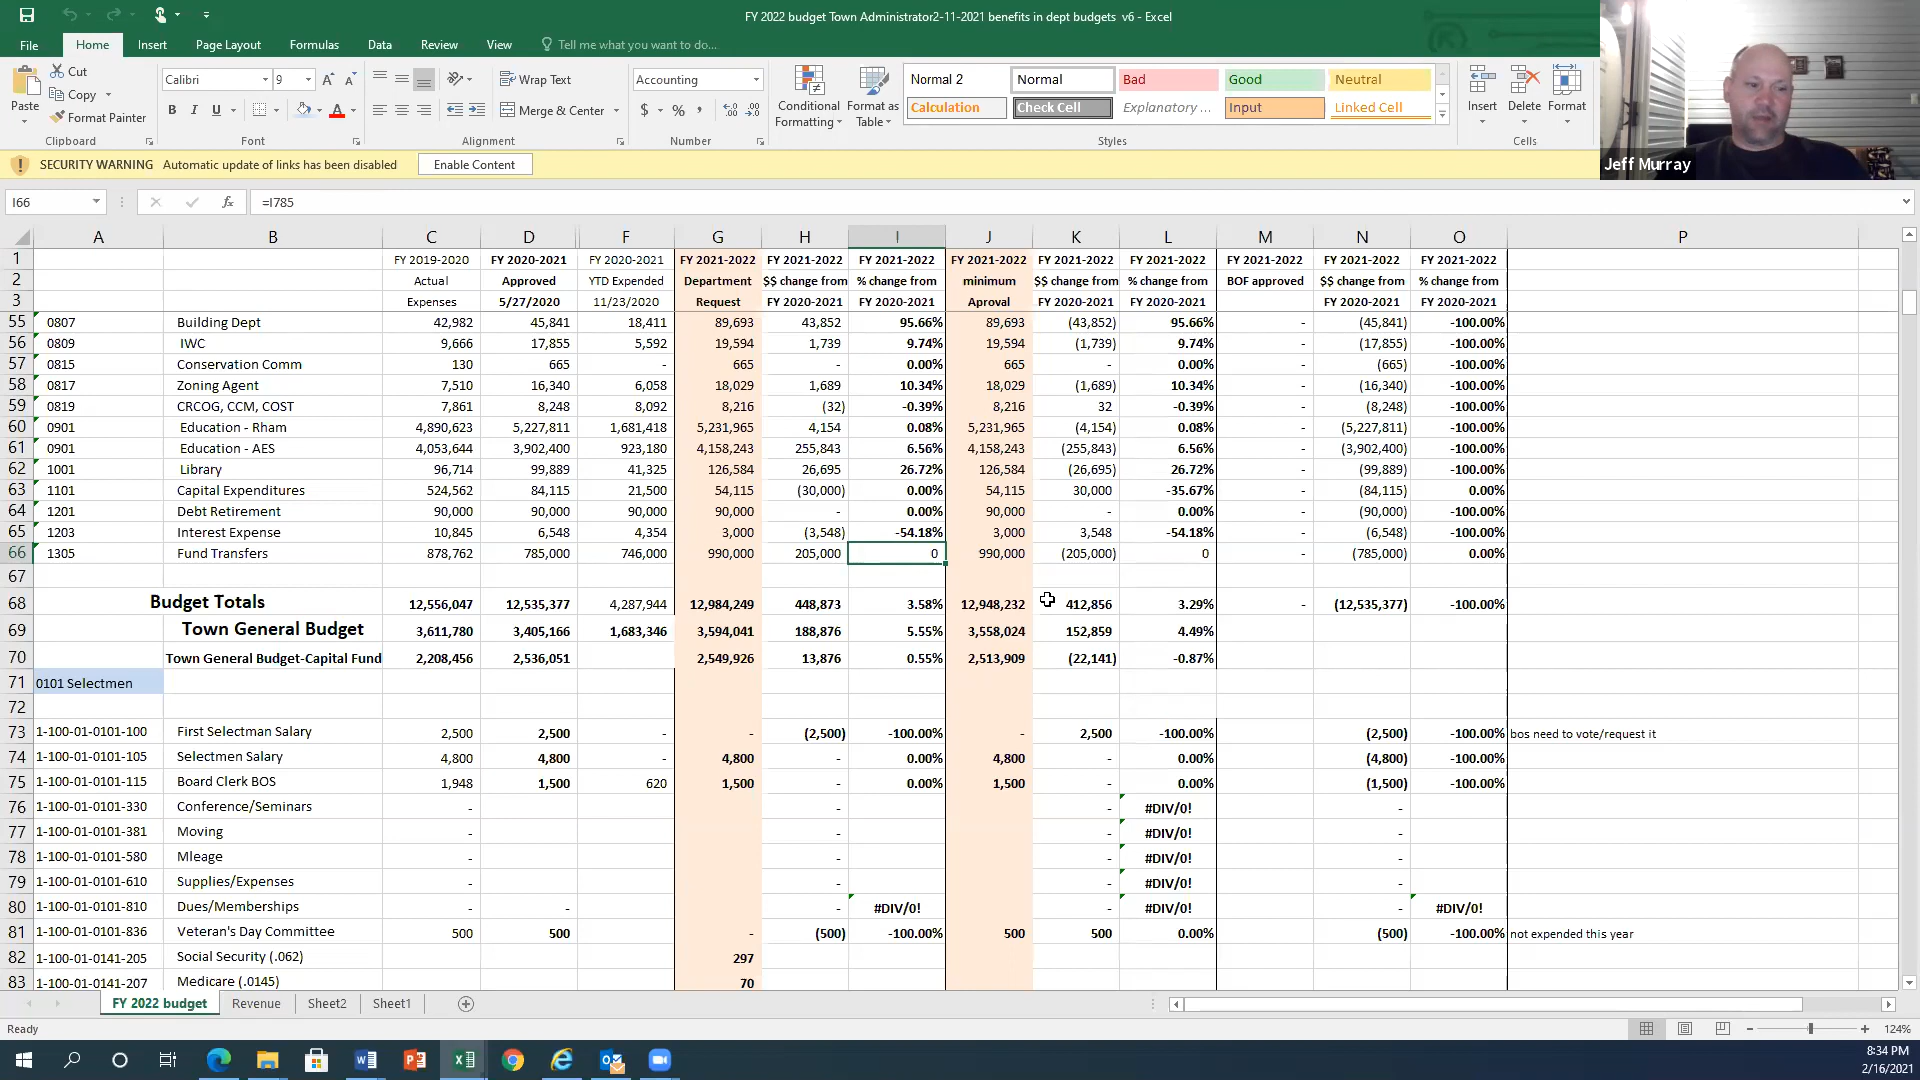 FY 2022 budget Town Administrator2-11-2021 benefits in dept budgets v6 - Excel
File Home Insert Page Layout Formulas Data Review View Tell me what you want to do...
Cut
Copy
Format Painter
Paste
Clipboard
Calibri 9
B I U
Font
Wrap Text
Merge & Center
Alignment
Accounting
$ % ,
Number
Conditional Formatting
Format as Table
Normal 2 Normal Bad Good Neutral
Calculation Check Cell Explanatory ... Input Linked Cell
Styles
Insert Delete Format
Cells
Jeff Murray
SECURITY WARNING Automatic update of links has been disabled Enable Content
I66 fx =I785
A B C D F G H I J K L M N O P
1 FY 2019-2020 FY 2020-2021 FY 2020-2021 FY 2021-2022 FY 2021-2022 FY 2021-2022 FY 2021-2022 FY 2021-2022 FY 2021-2022 FY 2021-2022 FY 2021-2022 FY 2021-2022
2 Actual Approved YTD Expended Department $$ change from % change from minimum $$ change from % change from BOF approved $$ change from % change from
3 Expenses 5/27/2020 11/23/2020 Request FY 2020-2021 FY 2020-2021 Aproval FY 2020-2021 FY 2020-2021 FY 2020-2021 FY 2020-2021
55 0807 Building Dept 42,982 45,841 18,411 89,693 43,852 95.66% 89,693 (43,852) 95.66% - (45,841) -100.00%
56 0809 IWC 9,666 17,855 5,592 19,594 1,739 9.74% 19,594 (1,739) 9.74% - (17,855) -100.00%
57 0815 Conservation Comm 130 665 - 665 - 0.00% 665 - 0.00% - (665) -100.00%
58 0817 Zoning Agent 7,510 16,340 6,058 18,029 1,689 10.34% 18,029 (1,689) 10.34% - (16,340) -100.00%
59 0819 CRCOG, CCM, COST 7,861 8,248 8,092 8,216 (32) -0.39% 8,216 32 -0.39% - (8,248) -100.00%
60 0901 Education - Rham 4,890,623 5,227,811 1,681,418 5,231,965 4,154 0.08% 5,231,965 (4,154) 0.08% - (5,227,811) -100.00%
61 0901 Education - AES 4,053,644 3,902,400 923,180 4,158,243 255,843 6.56% 4,158,243 (255,843) 6.56% - (3,902,400) -100.00%
62 1001 Library 96,714 99,889 41,325 126,584 26,695 26.72% 126,584 (26,695) 26.72% - (99,889) -100.00%
63 1101 Capital Expenditures 524,562 84,115 21,500 54,115 (30,000) 0.00% 54,115 30,000 -35.67% - (84,115) 0.00%
64 1201 Debt Retirement 90,000 90,000 90,000 90,000 - 0.00% 90,000 - 0.00% - (90,000) -100.00%
65 1203 Interest Expense 10,845 6,548 4,354 3,000 (3,548) -54.18% 3,000 3,548 -54.18% - (6,548) -100.00%
66 1305 Fund Transfers 878,762 785,000 746,000 990,000 205,000 0 990,000 (205,000) 0 - (785,000) 0.00%
67
68 Budget Totals 12,556,047 12,535,377 4,287,944 12,984,249 448,873 3.58% 12,948,232 412,856 3.29% - (12,535,377) -100.00%
69 Town General Budget 3,611,780 3,405,166 1,683,346 3,594,041 188,876 5.55% 3,558,024 152,859 4.49%
70 Town General Budget-Capital Fund 2,208,456 2,536,051 2,549,926 13,876 0.55% 2,513,909 (22,141) -0.87%
71 0101 Selectmen
72
73 1-100-01-0101-100 First Selectman Salary 2,500 2,500 - - (2,500) -100.00% - 2,500 -100.00% (2,500) -100.00% bos need to vote/request it
74 1-100-01-0101-105 Selectmen Salary 4,800 4,800 - 4,800 - 0.00% 4,800 - 0.00% (4,800) -100.00%
75 1-100-01-0101-115 Board Clerk BOS 1,948 1,500 620 1,500 - 0.00% 1,500 - 0.00% (1,500) -100.00%
76 1-100-01-0101-330 Conference/Seminars - - - #DIV/0! -
77 1-100-01-0101-381 Moving - - - #DIV/0! -
78 1-100-01-0101-580 Mleage - - - #DIV/0! -
79 1-100-01-0101-610 Supplies/Expenses - - - #DIV/0! -
80 1-100-01-0101-810 Dues/Memberships - - - #DIV/0! - #DIV/0! - #DIV/0!
81 1-100-01-0101-836 Veteran's Day Committee 500 500 - (500) -100.00% 500 500 0.00% (500) -100.00% not expended this year
82 1-100-01-0141-205 Social Security (.062) 297
83 1-100-01-0141-207 Medicare (.0145) 70
FY 2022 budget Revenue Sheet2 Sheet1
Ready 124%
8:34 PM
2/16/2021